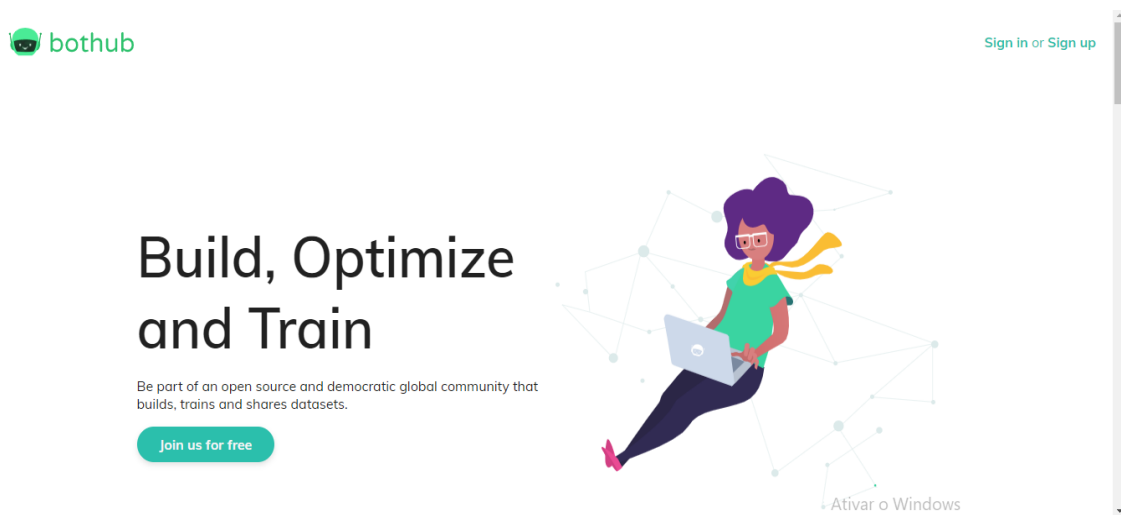 bothub
Sign in or Sign up
Build, Optimize
and Train
Be part of an open source and democratic global community that
builds, trains and shares datasets.
Join us for free
Ativar o Windows